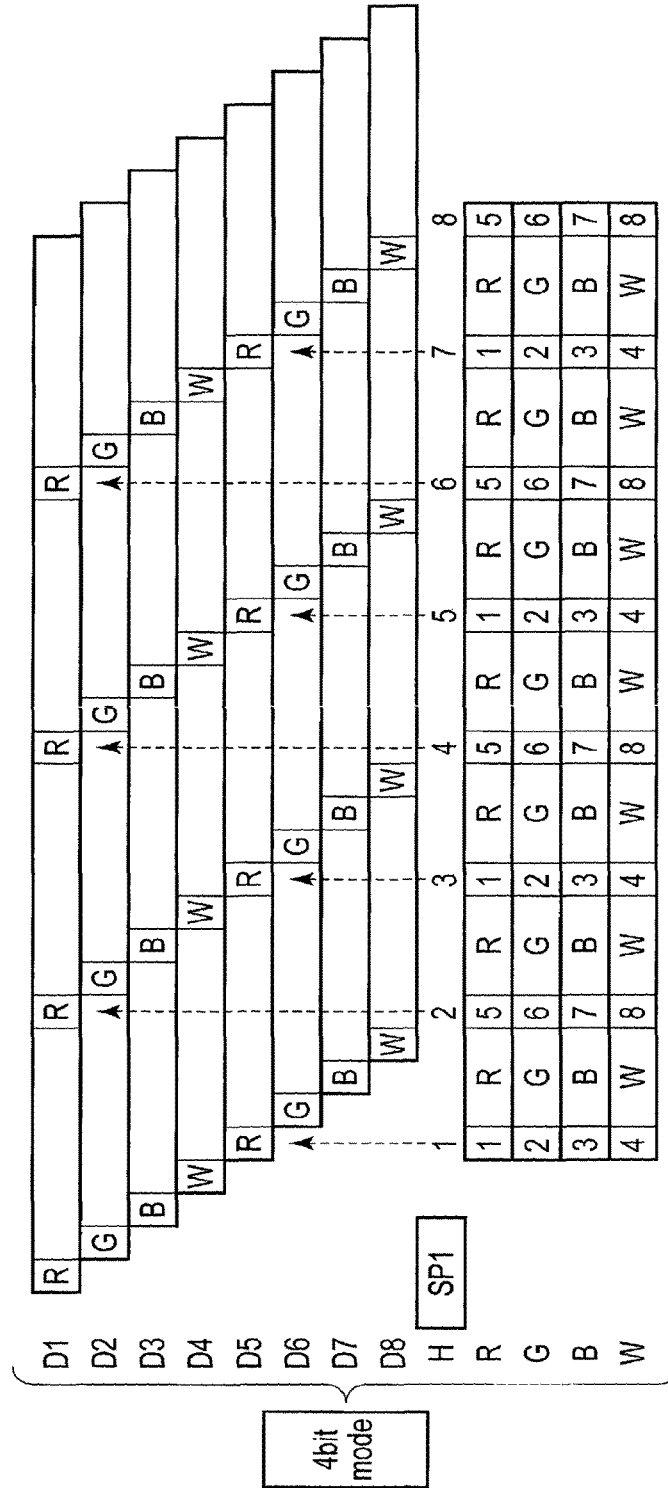 4bit
mode
D1 R R R R
D2 G G G G
D3 B B B B
D4 W W W W
D5 R R R R
D6 G G G G
D7 B B B B
D8 W W W W
H SP1 1 2 3 4 5 6 7 8
R 1 R 5 R 1 R 5 R 1 R 5 R 1 R 5
G 2 G 6 G 2 G 6 G 2 G 6 G 2 G 6
B 3 B 7 B 3 B 7 B 3 B 7 B 3 B 7
W 4 W 8 W 4 W 8 W 4 W 8 W 4 W 8